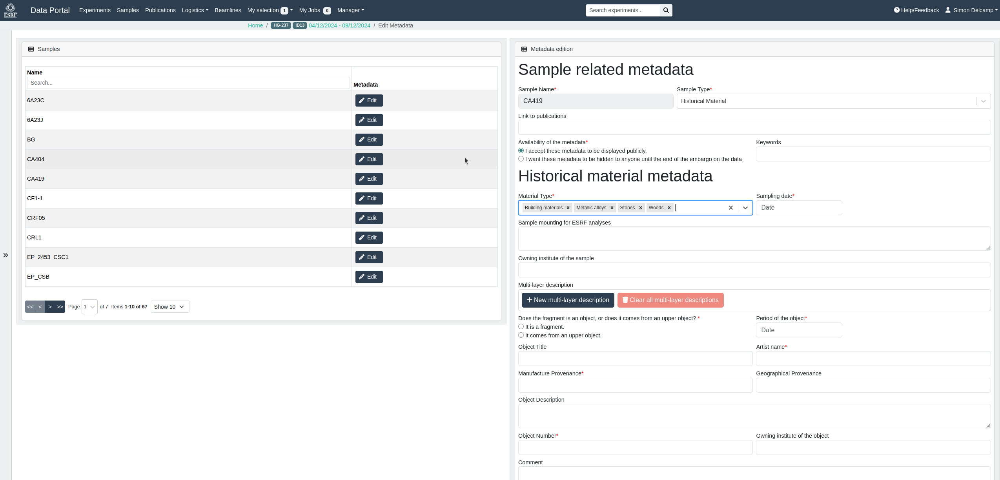 ESRF Data Portal Experiments Samples Publications Logistics Beamlines My selection 1 My Jobs 0 Manager Search experiments... Help/Feedback Simon Delcamp
Home / HG-237 ID13 04/12/2024 - 09/12/2024 / Edit Metadata
Samples
Name
Search...
Metadata
6A23C Edit
6A23J Edit
BG Edit
CA404 Edit
CA419 Edit
CF1-1 Edit
CRF05 Edit
CRL1 Edit
EP_2453_CSC1 Edit
EP_CSB Edit
<< < > >> Page 1 of 7 Items 1-10 of 67 Show 10
Metadata edition
Sample related metadata
Sample Name* Sample Type*
CA419 Historical Material
Link to publications
Availability of the metadata* Keywords
I accept these metadata to be displayed publicly.
I want these metadata to be hidden to anyone until the end of the embargo on the data
Historical material metadata
Material Type* Sampling date*
Building materials Metallic alloys Stones Woods Date
Sample mounting for ESRF analyses
Owning institute of the sample
Multi-layer description
New multi-layer description Clear all multi-layer descriptions
Does the fragment is an object, or does it comes from an upper object? * Period of the object*
It is a fragment. Date
It comes from an upper object.
Object Title Artist name*
Manufacture Provenance* Geographical Provenance
Object Description
Object Number* Owning institute of the object
Comment